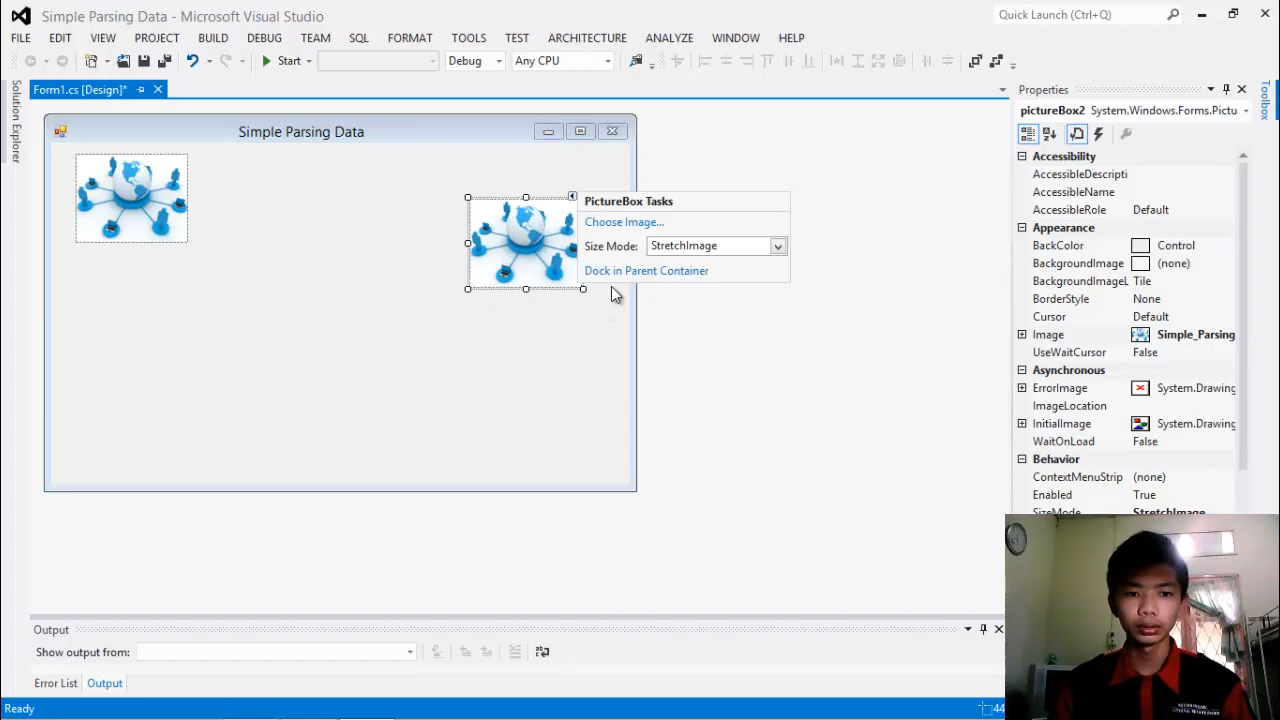 Simple Parsing Data - Microsoft Visual Studio
Quick Launch (Ctrl+Q)
FILE EDIT VIEW PROJECT BUILD DEBUG TEAM SQL FORMAT TOOLS TEST ARCHITECTURE ANALYZE WINDOW HELP
Start Debug Any CPU
Solution Explorer
Form1.cs [Design]*
Simple Parsing Data
PictureBox Tasks
Choose Image...
Size Mode: StretchImage
Dock in Parent Container
Properties
Toolbox
pictureBox2 System.Windows.Forms.Pictu
Accessibility
AccessibleDescripti
AccessibleName
AccessibleRole Default
Appearance
BackColor Control
BackgroundImage (none)
BackgroundImageL Tile
BorderStyle None
Cursor Default
Image Simple_Parsing
UseWaitCursor False
Asynchronous
ErrorImage System.Drawing
ImageLocation
InitialImage System.Drawing
WaitOnLoad False
Behavior
ContextMenuStrip (none)
Enabled True
SizeMode StretchImage
Output
Show output from:
Error List Output
Ready
44